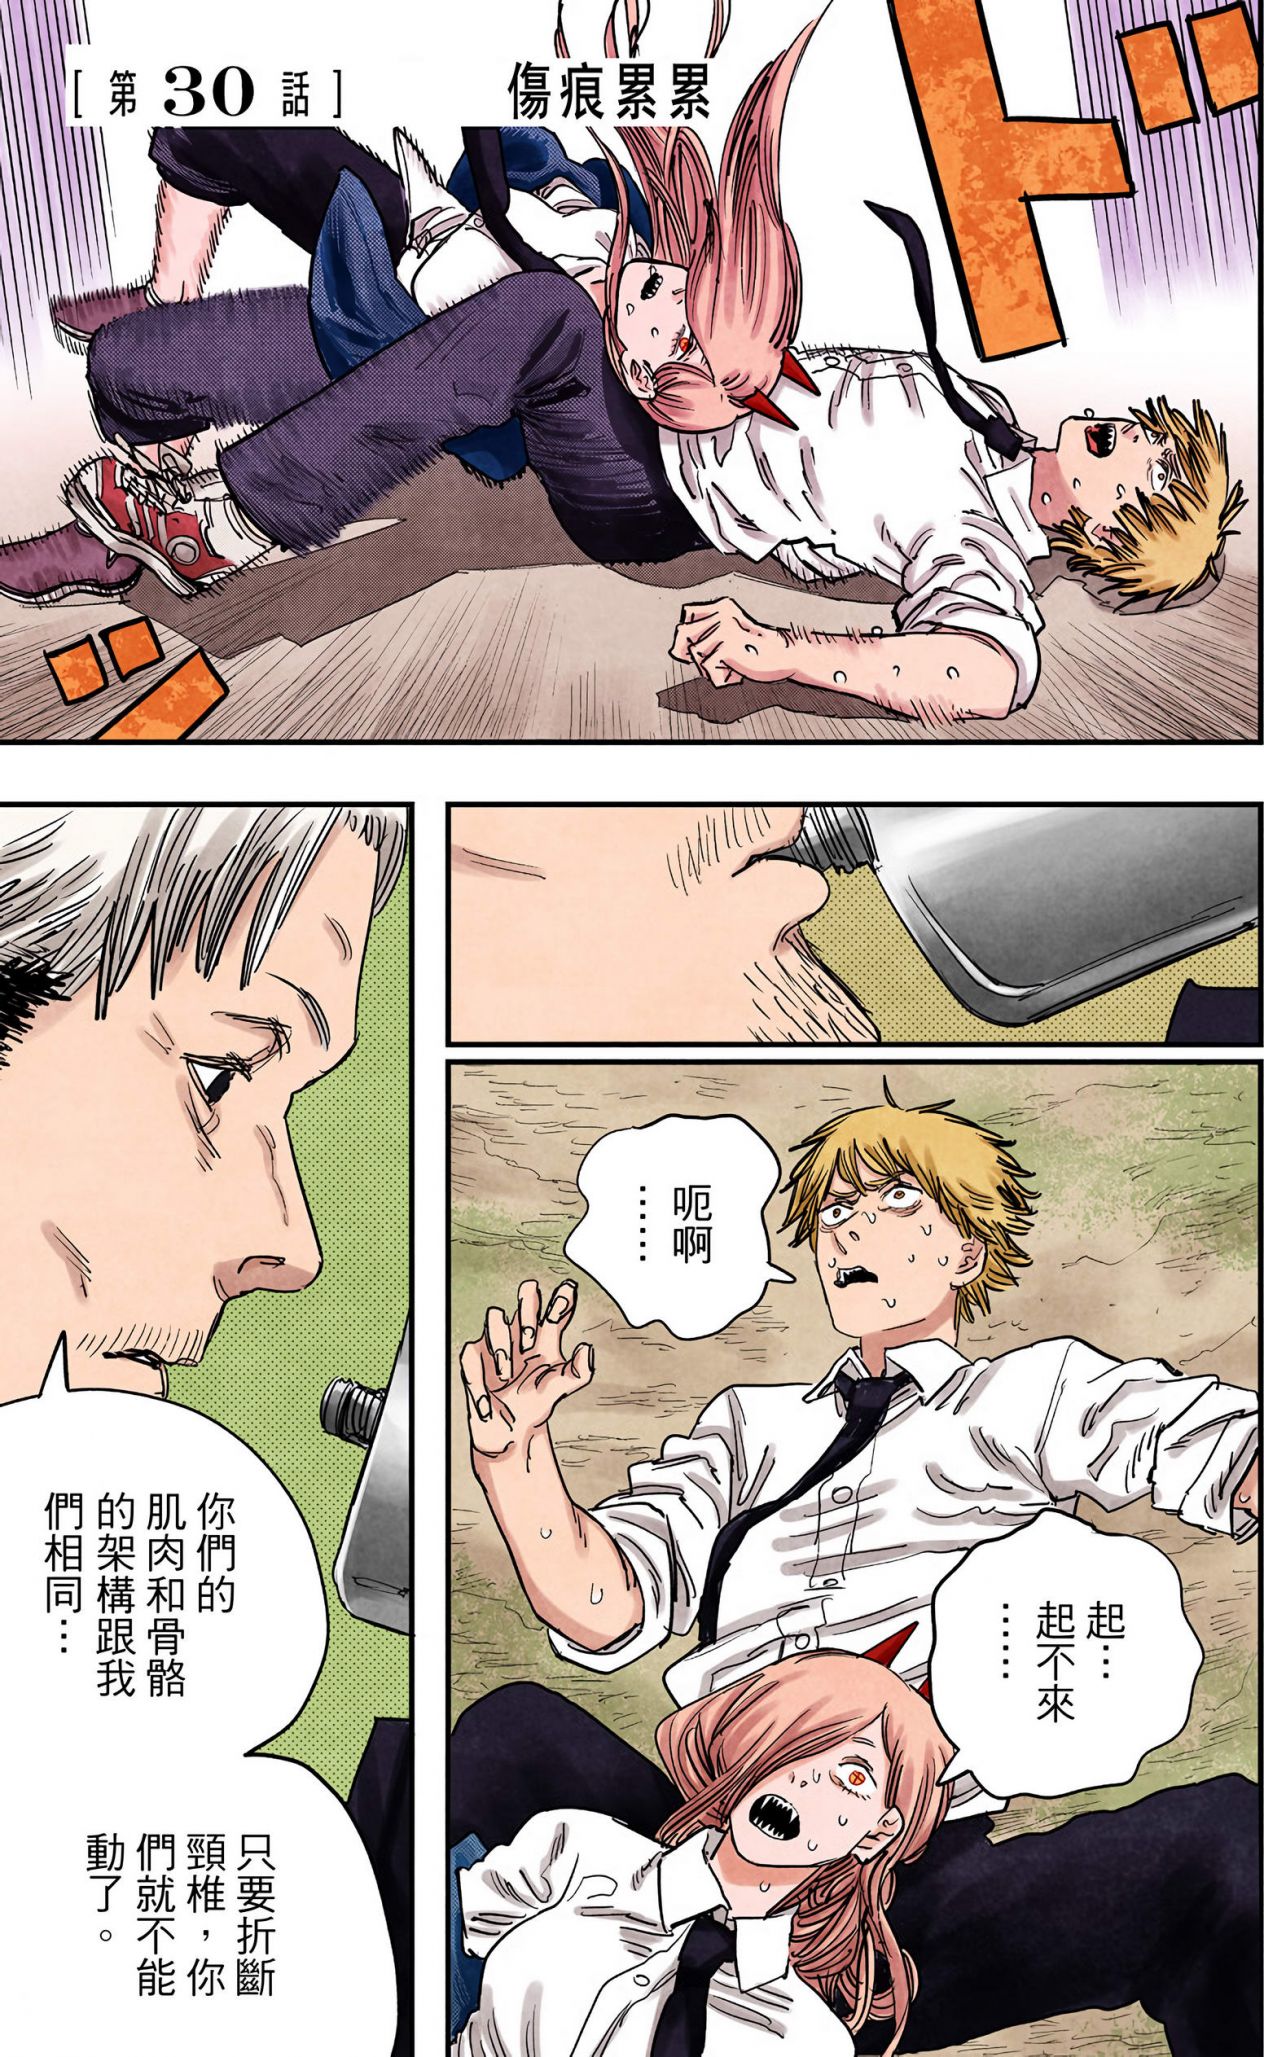 [第30話] 傷痕累累
ドドッ
呃啊
……
起…
起不來
……
你們的
肌肉和骨骼
的架構跟我
們相同…
只要折斷
頸椎，你
們就不能
動了。